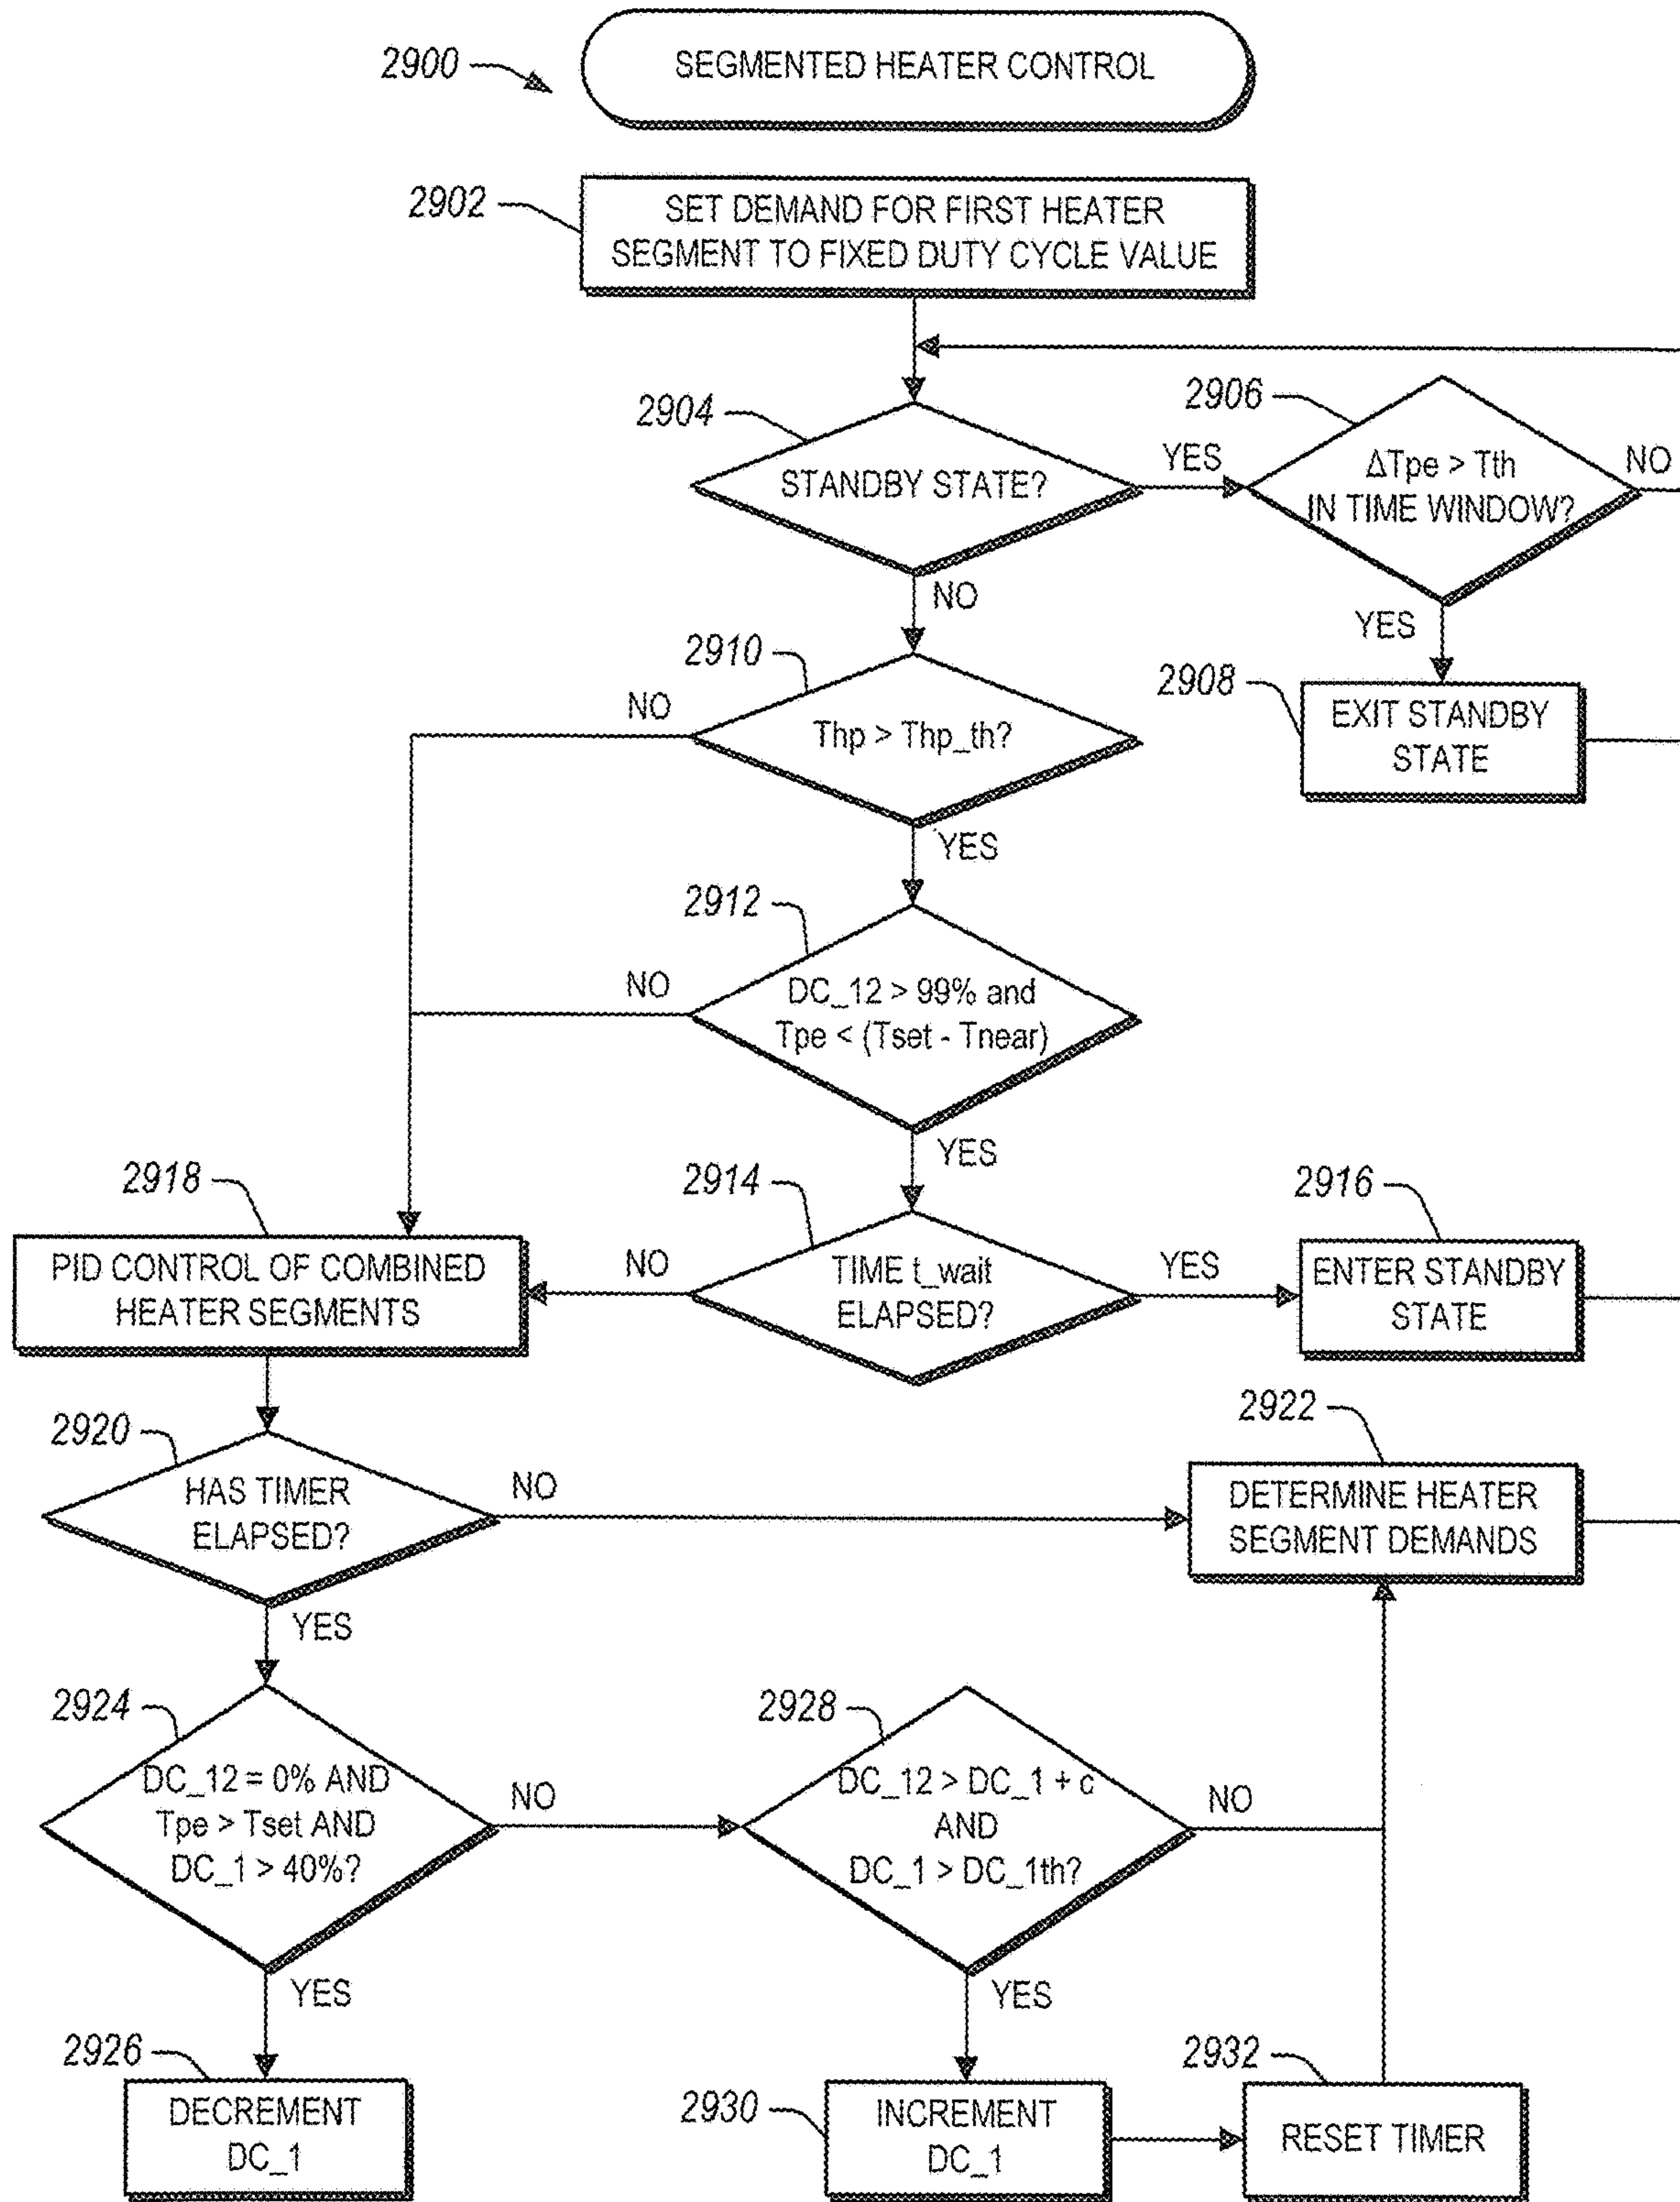 2900
SEGMENTED HEATER CONTROL
2902
SET DEMAND FOR FIRST HEATER
SEGMENT TO FIXED DUTY CYCLE VALUE
2904
STANDBY STATE?
YES
NO
2906
ΔTpe > Tth
IN TIME WINDOW?
NO
YES
2908
EXIT STANDBY
STATE
2910
Thp > Thp_th?
NO
YES
2912
DC_12 > 99% and
Tpe < (Tset - Tnear)
NO
YES
2914
TIME t_wait
ELAPSED?
NO
YES
2916
ENTER STANDBY
STATE
2918
PID CONTROL OF COMBINED
HEATER SEGMENTS
2920
HAS TIMER
ELAPSED?
NO
YES
2922
DETERMINE HEATER
SEGMENT DEMANDS
2924
DC_12 = 0% AND
Tpe > Tset AND
DC_1 > 40%?
NO
YES
2926
DECREMENT
DC_1
2928
DC_12 > DC_1 + c
AND
DC_1 > DC_1th?
NO
YES
2930
INCREMENT
DC_1
2932
RESET TIMER